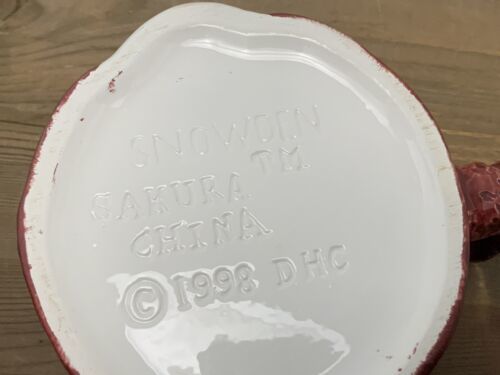 SNOWDEN
TM
SAKURA
CHINA
© 1998 DHC